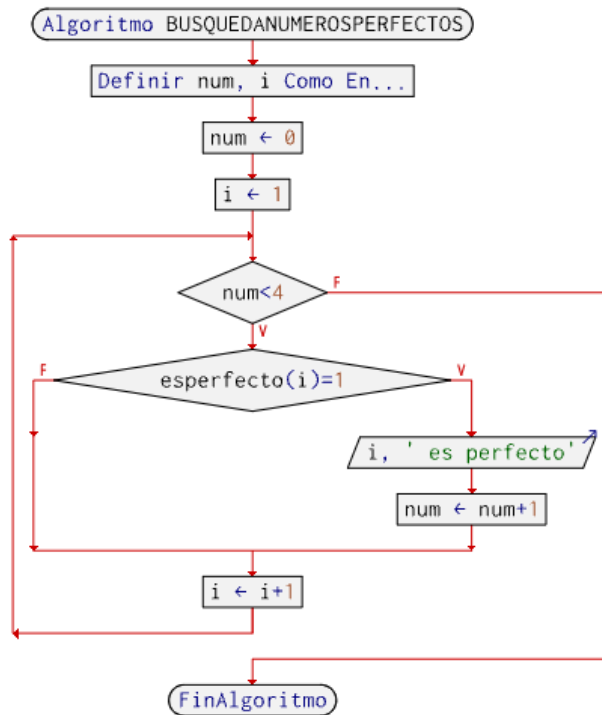 Algoritmo BUSQUEDANUMEROSPERFECTOS
Definir num, i Como En...
num ← 0
i ← 1
num<4
F
V
esperfecto(i)=1
F
V
i, ' es perfecto'
num ← num+1
i ← i+1
FinAlgoritmo